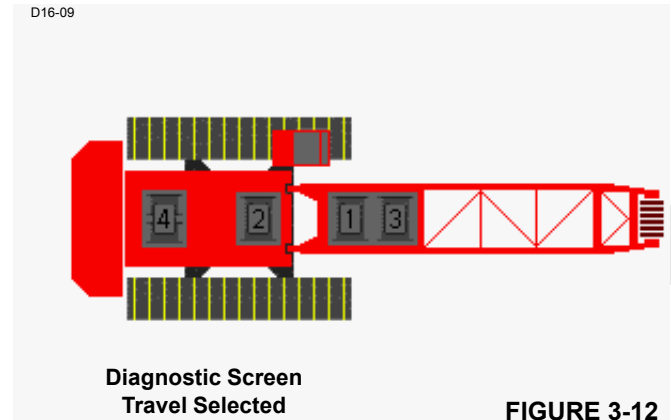 D16-09
4 2 1 3
Diagnostic Screen
Travel Selected
FIGURE 3-12